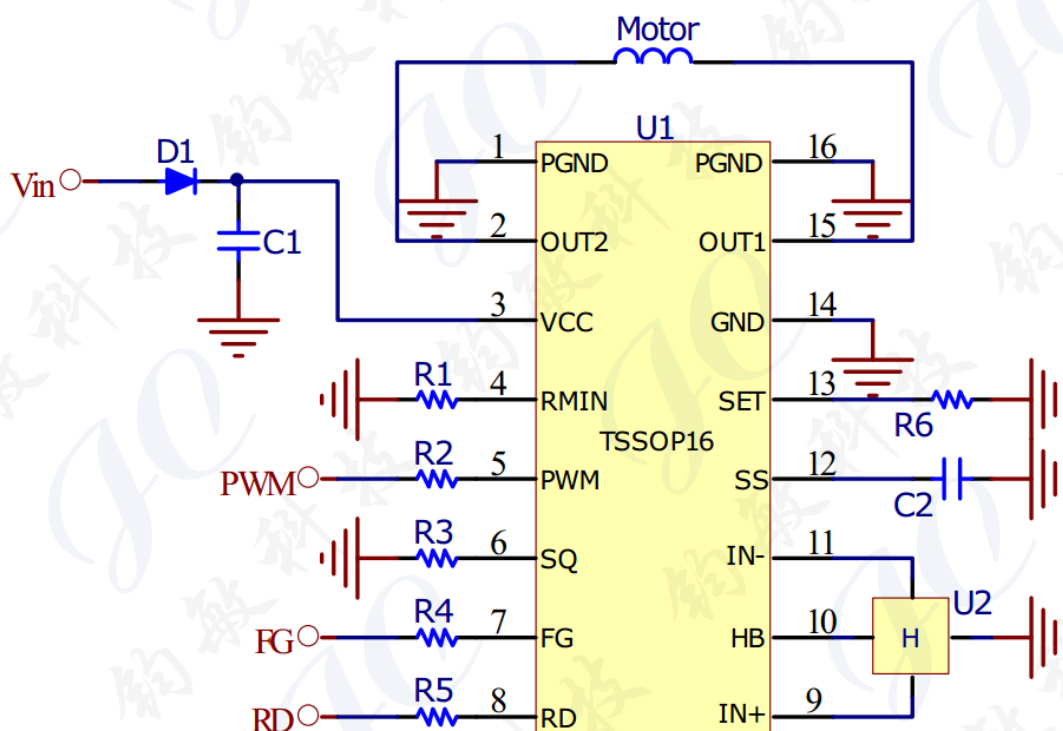 Motor
U1
D1
Vin
C1
1 PGND PGND 16
2 OUT2 OUT1 15
3 VCC GND 14
R1 4 RMIN SET 13 R6
TSSOP16
PWM R2 5 PWM SS 12 C2
R3 6 SQ IN- 11
U2
FG R4 7 FG HB 10 H
RD R5 8 RD IN+ 9